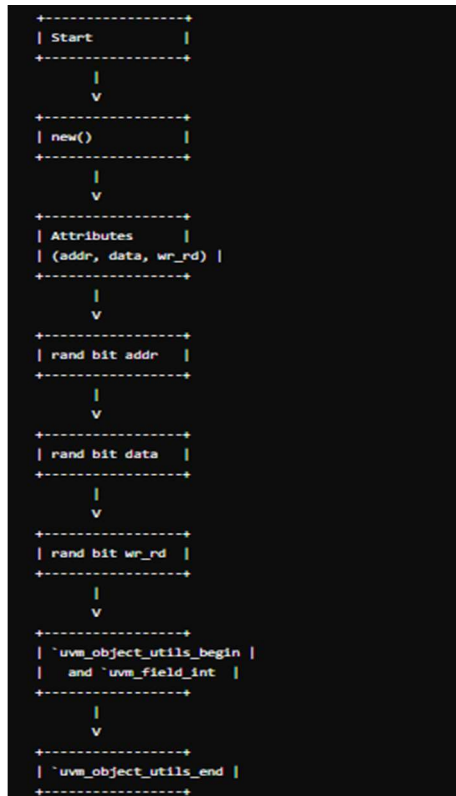 +------------------+
| Start            |
+------------------+
|
v
+------------------+
| new()            |
+------------------+
|
v
+------------------+
| Attributes       |
| (addr, data, wr_rd) |
+------------------+
|
v
+------------------+
| rand bit addr    |
+------------------+
|
v
+------------------+
| rand bit data    |
+------------------+
|
v
+------------------+
| rand bit wr_rd   |
+------------------+
|
v
+------------------+
| `uvm_object_utils_begin |
|   and `uvm_field_int  |
+------------------+
|
v
+------------------+
| `uvm_object_utils_end |
+------------------+